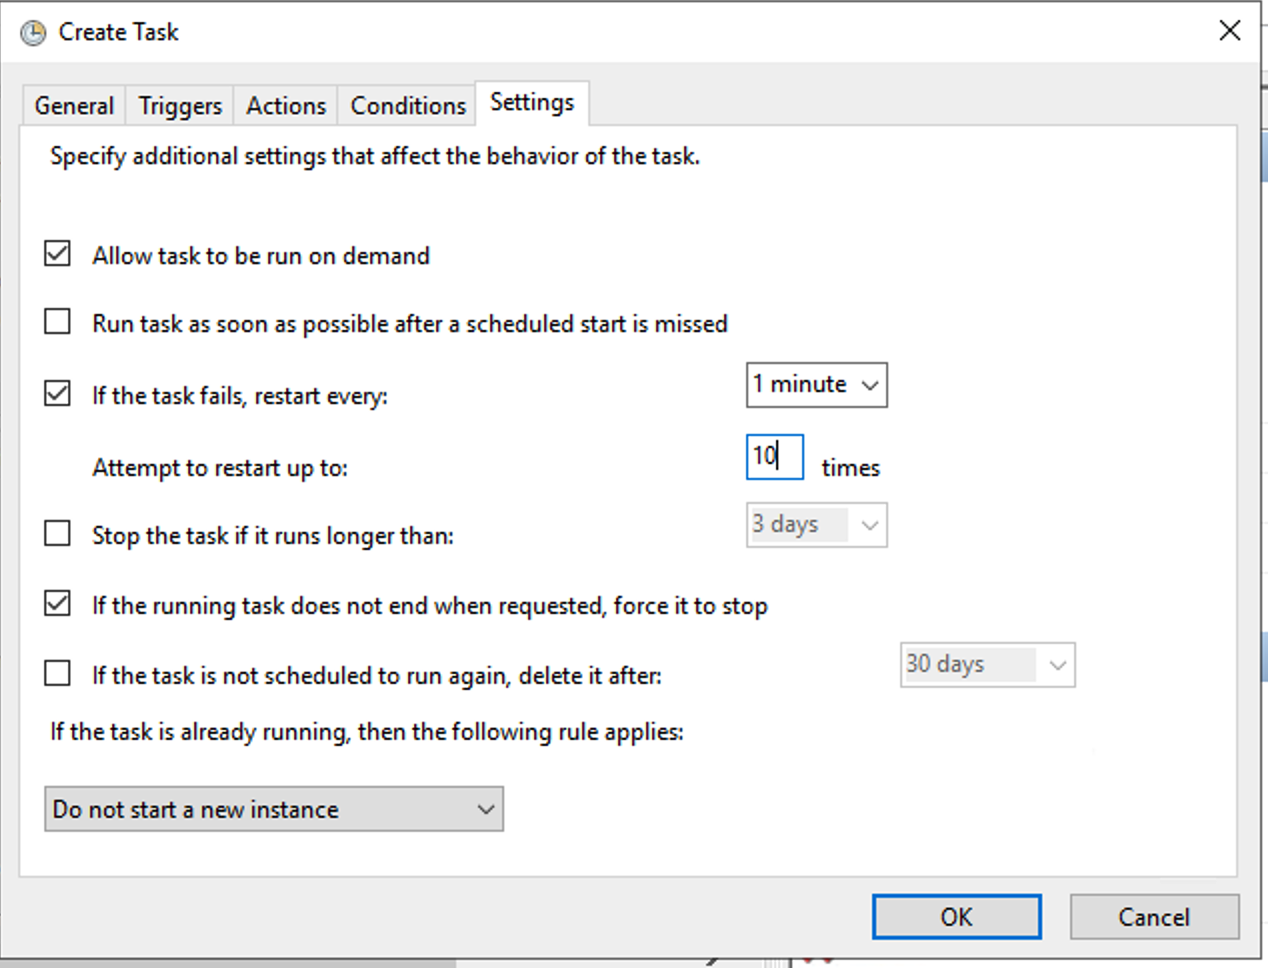 Create Task
General Triggers Actions Conditions Settings
Specify additional settings that affect the behavior of the task.
Allow task to be run on demand
Run task as soon as possible after a scheduled start is missed
If the task fails, restart every: 1 minute
Attempt to restart up to: 10 times
Stop the task if it runs longer than: 3 days
If the running task does not end when requested, force it to stop
If the task is not scheduled to run again, delete it after: 30 days
If the task is already running, then the following rule applies:
Do not start a new instance
OK Cancel